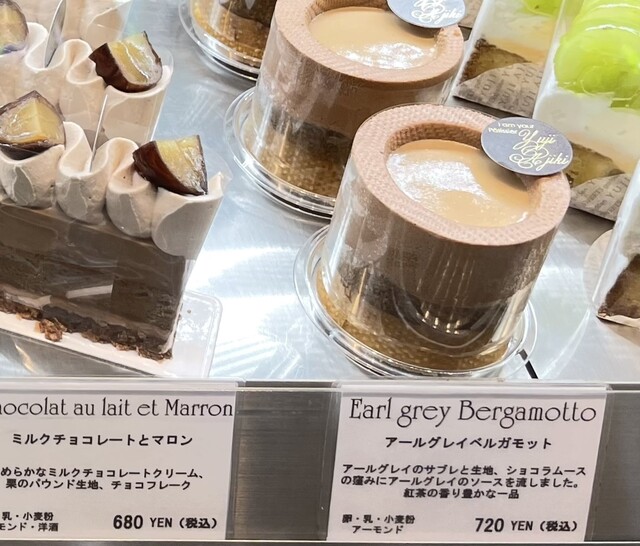 I am your
Pâtissier
Yuji
Ajiki
ocolat au lait et Marron
ミルクチョコレートとマロン
めらかなミルクチョコレートクリーム、
栗のパウンド生地、チョコフレーク
乳・小麦粉
モンド・洋酒
680 YEN（税込）
Earl grey Bergamotto
アールグレイベルガモット
アールグレイのサブレと生地、ショコラムース
の窪みにアールグレイのソースを流しました。
紅茶の香り豊かな一品
卵・乳・小麦粉
アーモンド
720 YEN（税込）